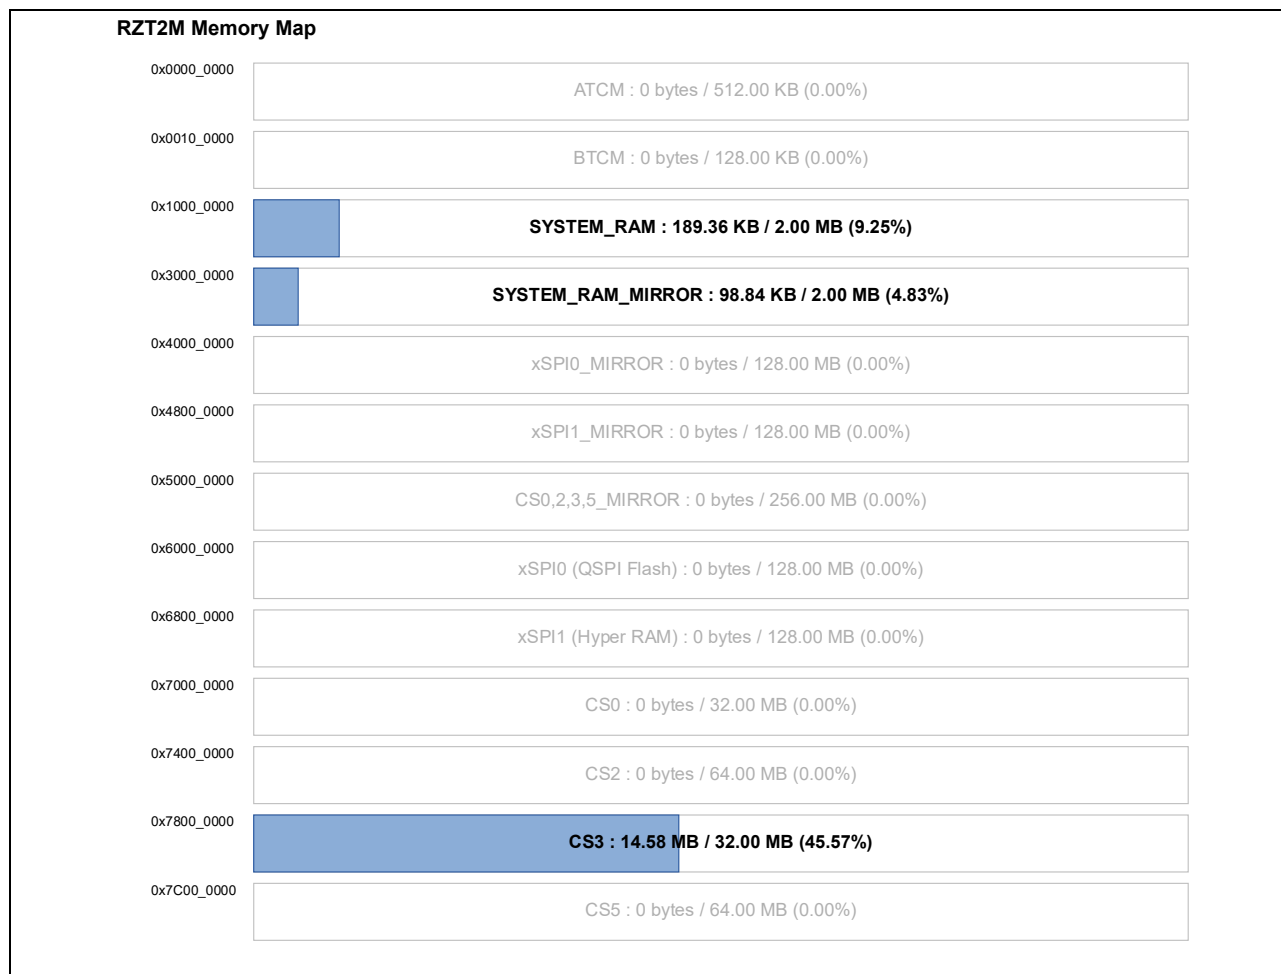 RZT2M Memory Map
0x0000_0000
ATCM : 0 bytes / 512.00 KB (0.00%)
0x0010_0000
BTCM : 0 bytes / 128.00 KB (0.00%)
0x1000_0000
SYSTEM_RAM : 189.36 KB / 2.00 MB (9.25%)
0x3000_0000
SYSTEM_RAM_MIRROR : 98.84 KB / 2.00 MB (4.83%)
0x4000_0000
xSPI0_MIRROR : 0 bytes / 128.00 MB (0.00%)
0x4800_0000
xSPI1_MIRROR : 0 bytes / 128.00 MB (0.00%)
0x5000_0000
CS0,2,3,5_MIRROR : 0 bytes / 256.00 MB (0.00%)
0x6000_0000
xSPI0 (QSPI Flash) : 0 bytes / 128.00 MB (0.00%)
0x6800_0000
xSPI1 (Hyper RAM) : 0 bytes / 128.00 MB (0.00%)
0x7000_0000
CS0 : 0 bytes / 32.00 MB (0.00%)
0x7400_0000
CS2 : 0 bytes / 64.00 MB (0.00%)
0x7800_0000
CS3 : 14.58 MB / 32.00 MB (45.57%)
0x7C00_0000
CS5 : 0 bytes / 64.00 MB (0.00%)